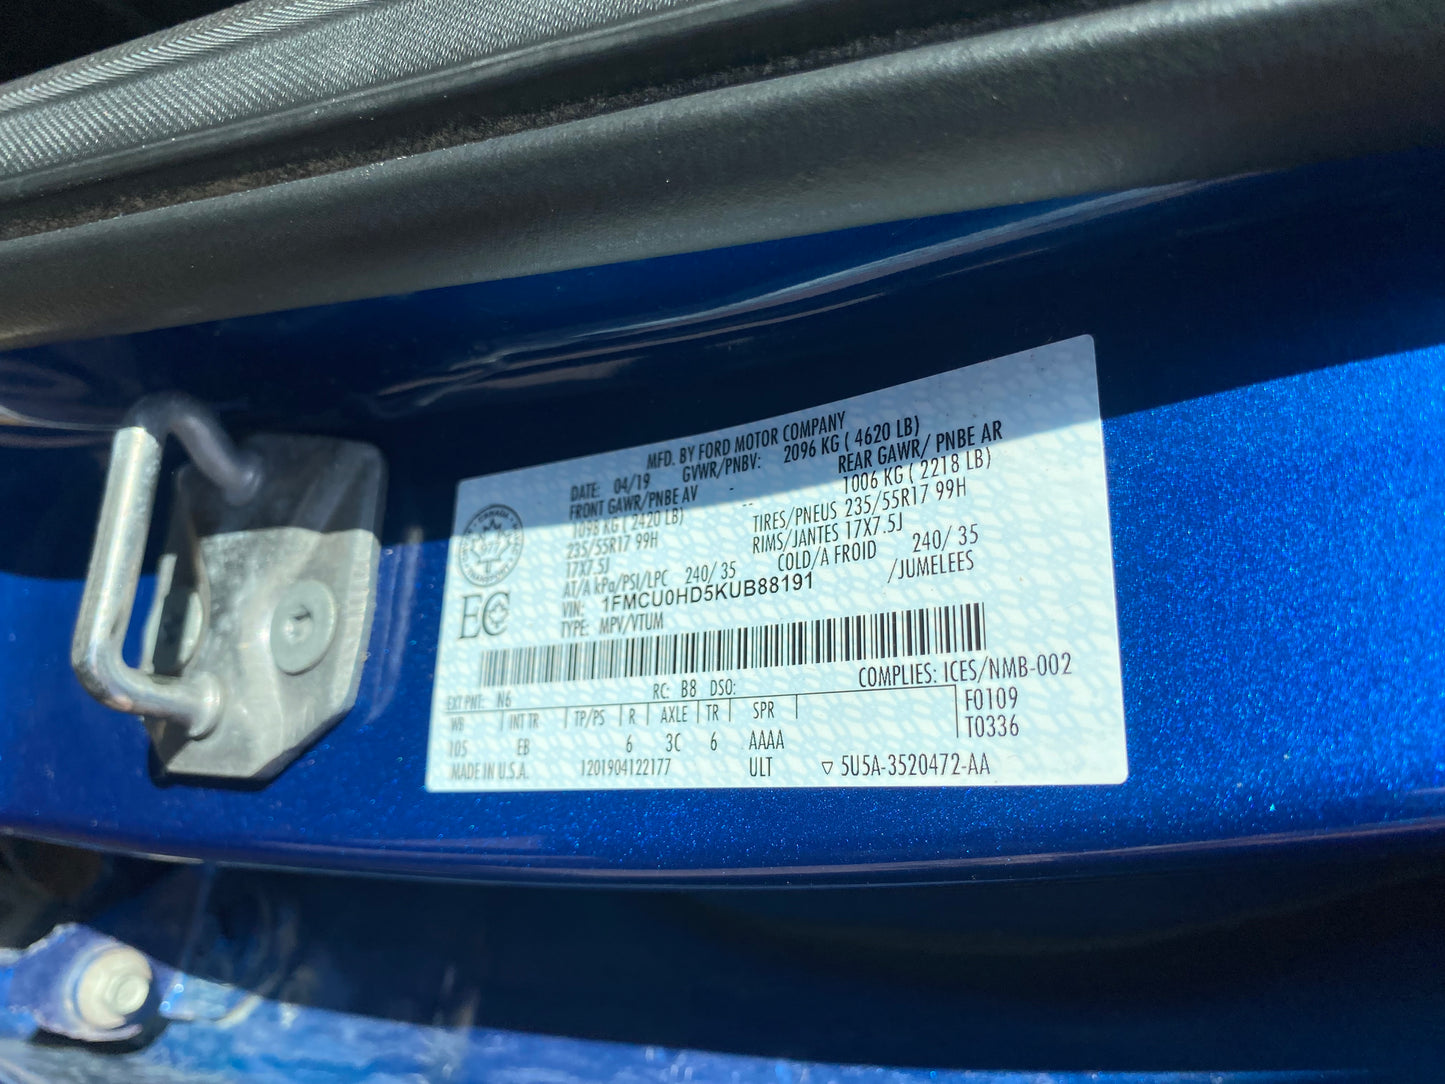 MFD. BY FORD MOTOR COMPANY
DATE: 04/19 GVWR/PNBV: 2096 KG ( 4620 LB)
FRONT GAWR/PNBE AV REAR GAWR/ PNBE AR
1098 KG ( 2420 LB) 1006 KG ( 2218 LB)
235/55R17 99H TIRES/PNEUS 235/55R17 99H
17X7.5J RIMS/JANTES 17X7.5J
AT/A kPa/PSI/LPC 240/ 35 COLD/A FROID 240/ 35
VIN: 1FMCU0HD5KUB88191 /JUMELEES
TYPE: MPV/VTUM
CANADA
TRANSPORT
EC
COMPLIES: ICES/NMB-002
EXT PNT: N6 RC: B8 DSO:
F0109
WB INT TR TP/PS R AXLE TR SPR
T0336
105 EB 6 3C 6 AAAA
MADE IN U.S.A. 1201904122177 ULT ▽ 5U5A-3520472-AA